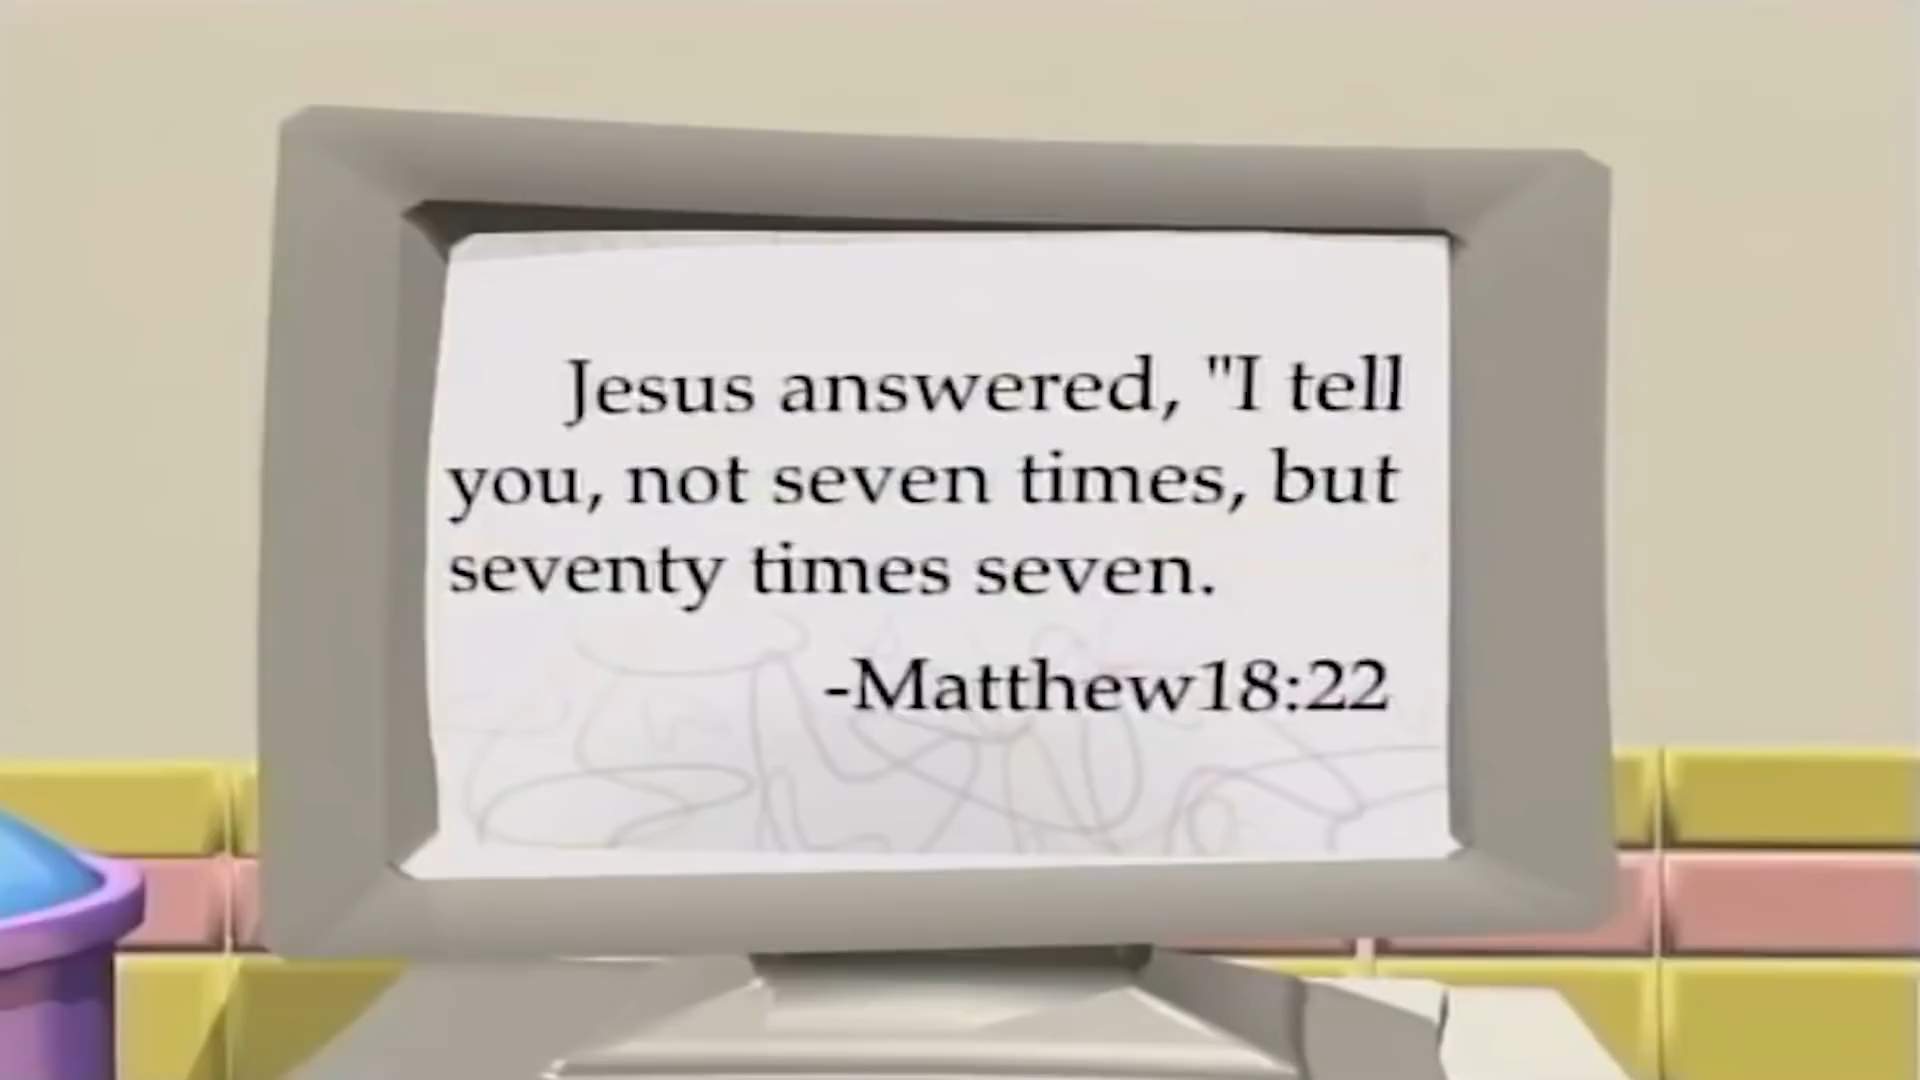 Jesus answered, "I tell
you, not seven times, but
seventy times seven.
-Matthew18:22